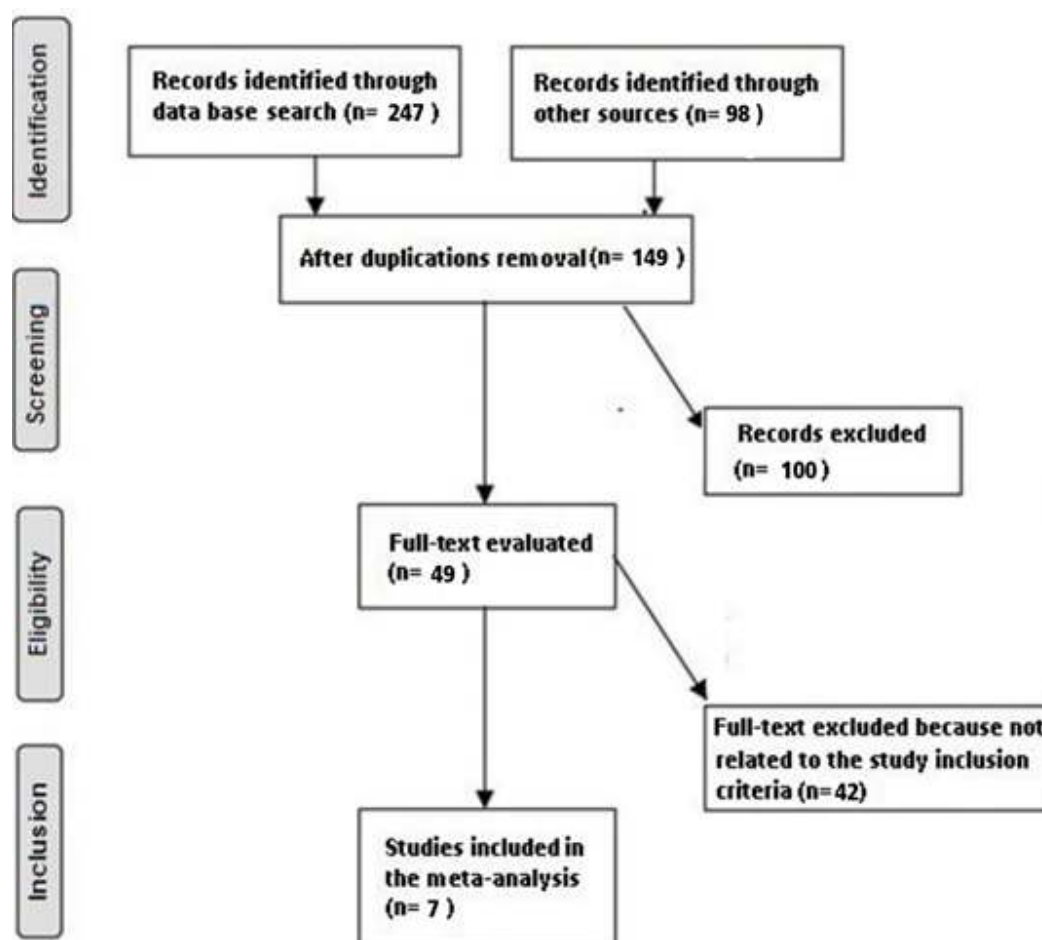 Identification
Records identified through
data base search (n= 247 )
Records identified through
other sources (n= 98 )
After duplications removal (n= 149 )
Screening
Records excluded
(n= 100 )
Eligibility
Full-text evaluated
(n= 49 )
Full-text excluded because not
related to the study inclusion
criteria (n=42)
Inclusion
Studies included in
the meta-analysis
(n= 7 )